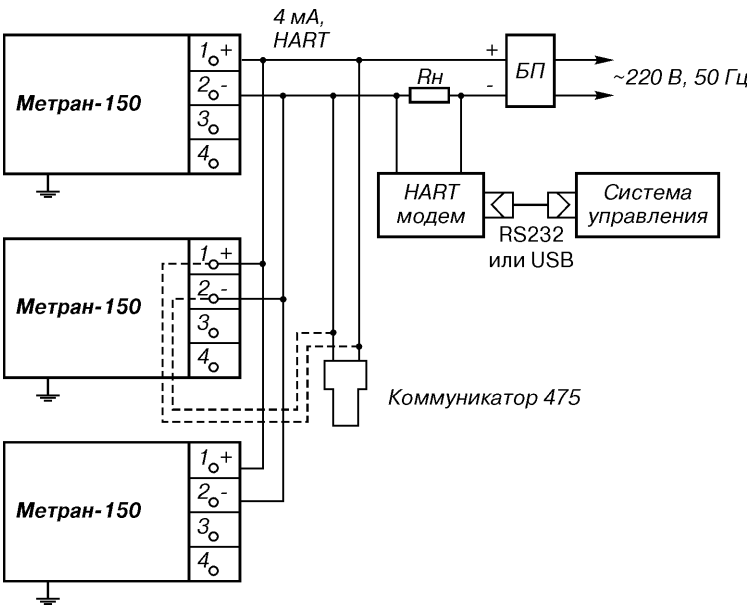 4 мА,
HART
1 +
2 -
3
4
Метран-150
+
-
Rн
БП
~220 В, 50 Гц
HART
модем
Система
управления
RS232
или USB
1 +
2 -
3
4
Метран-150
Коммуникатор 475
1 +
2 -
3
4
Метран-150